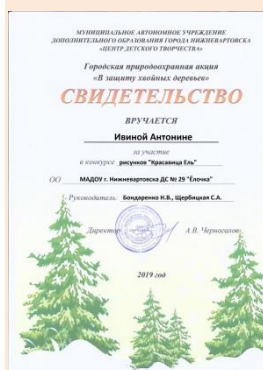 МУНИЦИПАЛЬНОЕ АВТОНОМНОЕ УЧРЕЖДЕНИЕ
ДОПОЛНИТЕЛЬНОГО ОБРАЗОВАНИЯ ГОРОДА НИЖНЕВАРТОВСКА
«ЦЕНТР ДЕТСКОГО ТВОРЧЕСТВА»
Городская природоохранная акция
«В защиту хвойных деревьев»
СВИДЕТЕЛЬСТВО
ВРУЧАЕТСЯ
Ивиной Антонине
за участие
в конкурсе рисунков "Красавица Ель"
ОО МАДОУ г. Нижневартовска ДС № 29 "Ёлочка"
Руководитель: Бондаренко Н.В., Щербицкая С.А.
Директор А.В. Черногалов
2019 год